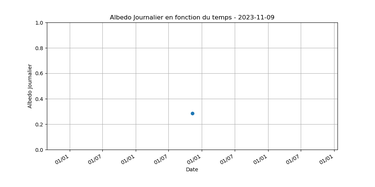 Albedo Journalier en fonction du temps - 2023-11-09
Albedo Journalier
1.0
0.8
0.6
0.4
0.2
0.0
01/01 01/07 01/01 01/07 01/01 01/07 01/01 01/07 01/01
Date